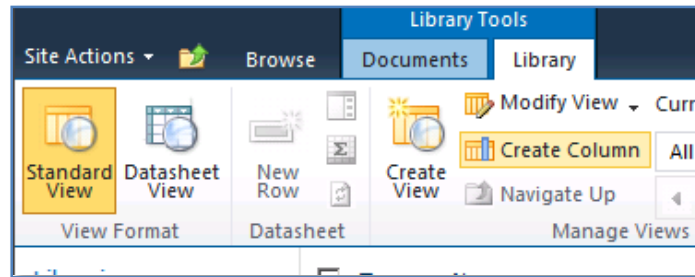 Library Tools
Site Actions Browse Documents Library
Standard View
Datasheet View
View Format
New Row
Datasheet
Create View
Modify View
Create Column
Navigate Up
Curr
All
Manage Views